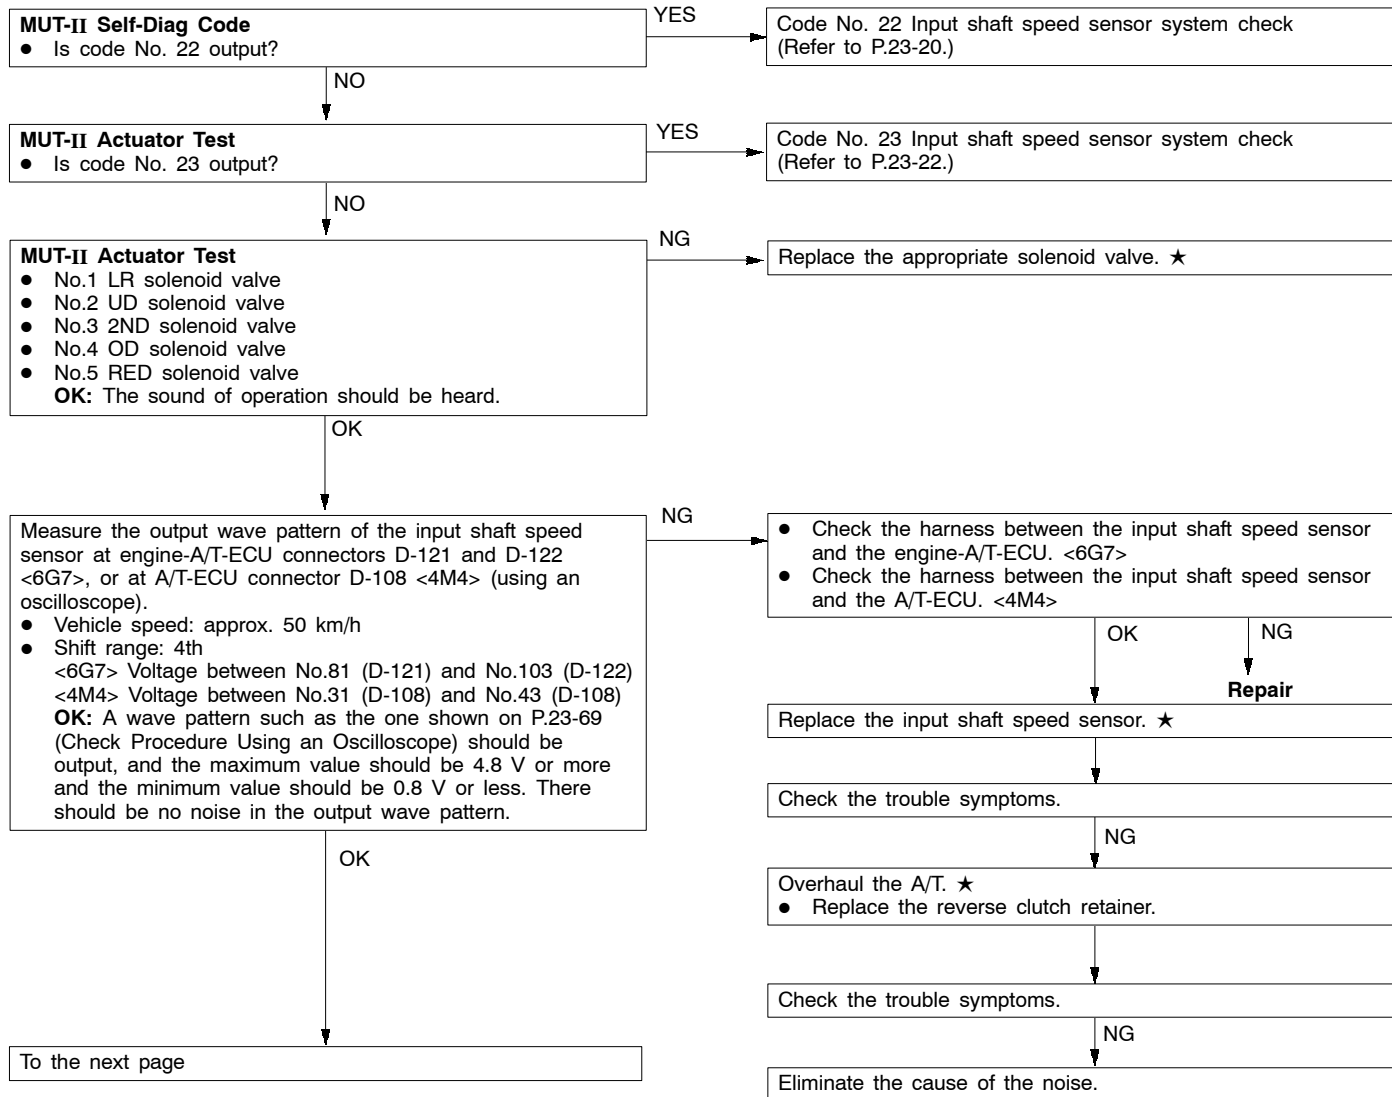 MUT-II Self-Diag Code
● Is code No. 22 output?
YES
Code No. 22 Input shaft speed sensor system check
(Refer to P.23-20.)
NO
MUT-II Actuator Test
● Is code No. 23 output?
YES
Code No. 23 Input shaft speed sensor system check
(Refer to P.23-22.)
NO
MUT-II Actuator Test
● No.1 LR solenoid valve
● No.2 UD solenoid valve
● No.3 2ND solenoid valve
● No.4 OD solenoid valve
● No.5 RED solenoid valve
OK: The sound of operation should be heard.
NG
Replace the appropriate solenoid valve. ★
OK
Measure the output wave pattern of the input shaft speed
sensor at engine-A/T-ECU connectors D-121 and D-122
<6G7>, or at A/T-ECU connector D-108 <4M4> (using an
oscilloscope).
● Vehicle speed: approx. 50 km/h
● Shift range: 4th
<6G7> Voltage between No.81 (D-121) and No.103 (D-122)
<4M4> Voltage between No.31 (D-108) and No.43 (D-108)
OK: A wave pattern such as the one shown on P.23-69
(Check Procedure Using an Oscilloscope) should be
output, and the maximum value should be 4.8 V or more
and the minimum value should be 0.8 V or less. There
should be no noise in the output wave pattern.
NG
● Check the harness between the input shaft speed sensor
and the engine-A/T-ECU. <6G7>
● Check the harness between the input shaft speed sensor
and the A/T-ECU. <4M4>
OK
NG
Repair
Replace the input shaft speed sensor. ★
Check the trouble symptoms.
NG
Overhaul the A/T. ★
● Replace the reverse clutch retainer.
Check the trouble symptoms.
NG
Eliminate the cause of the noise.
OK
To the next page